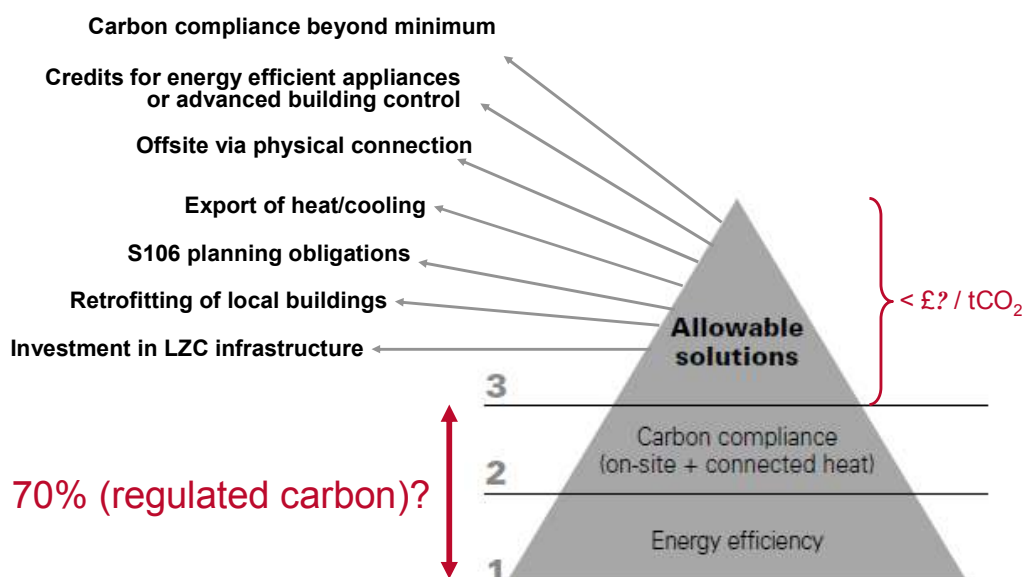 Carbon compliance beyond minimum
Credits for energy efficient appliances
or advanced building control
Offsite via physical connection
Export of heat/cooling
S106 planning obligations
Retrofitting of local buildings
Investment in LZC infrastructure
Allowable
solutions
< £? / tCO₂
3
Carbon compliance
(on-site + connected heat)
2
70% (regulated carbon)?
Energy efficiency
1